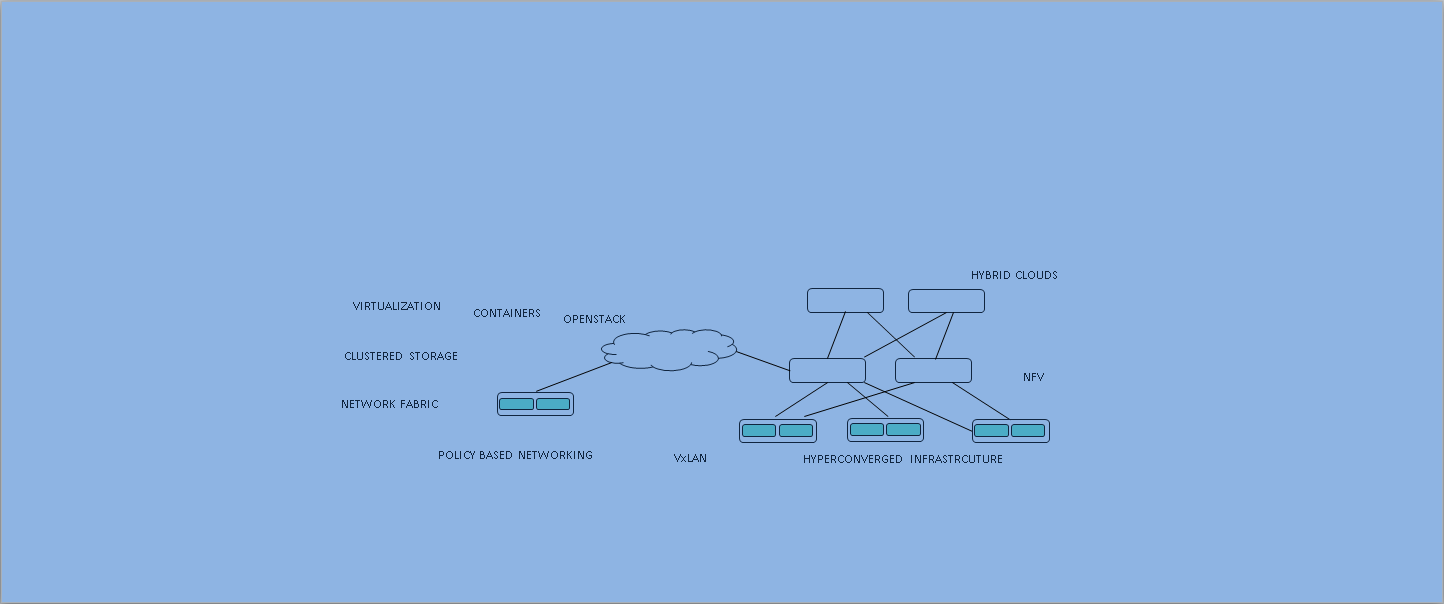 HYBRID CLOUDS
VIRTUALIZATION
CONTAINERS
OPENSTACK
CLUSTERED STORAGE
NFV
NETWORK FABRIC
POLICY BASED NETWORKING
VxLAN
HYPERCONVERGED INFRASTRCUTURE